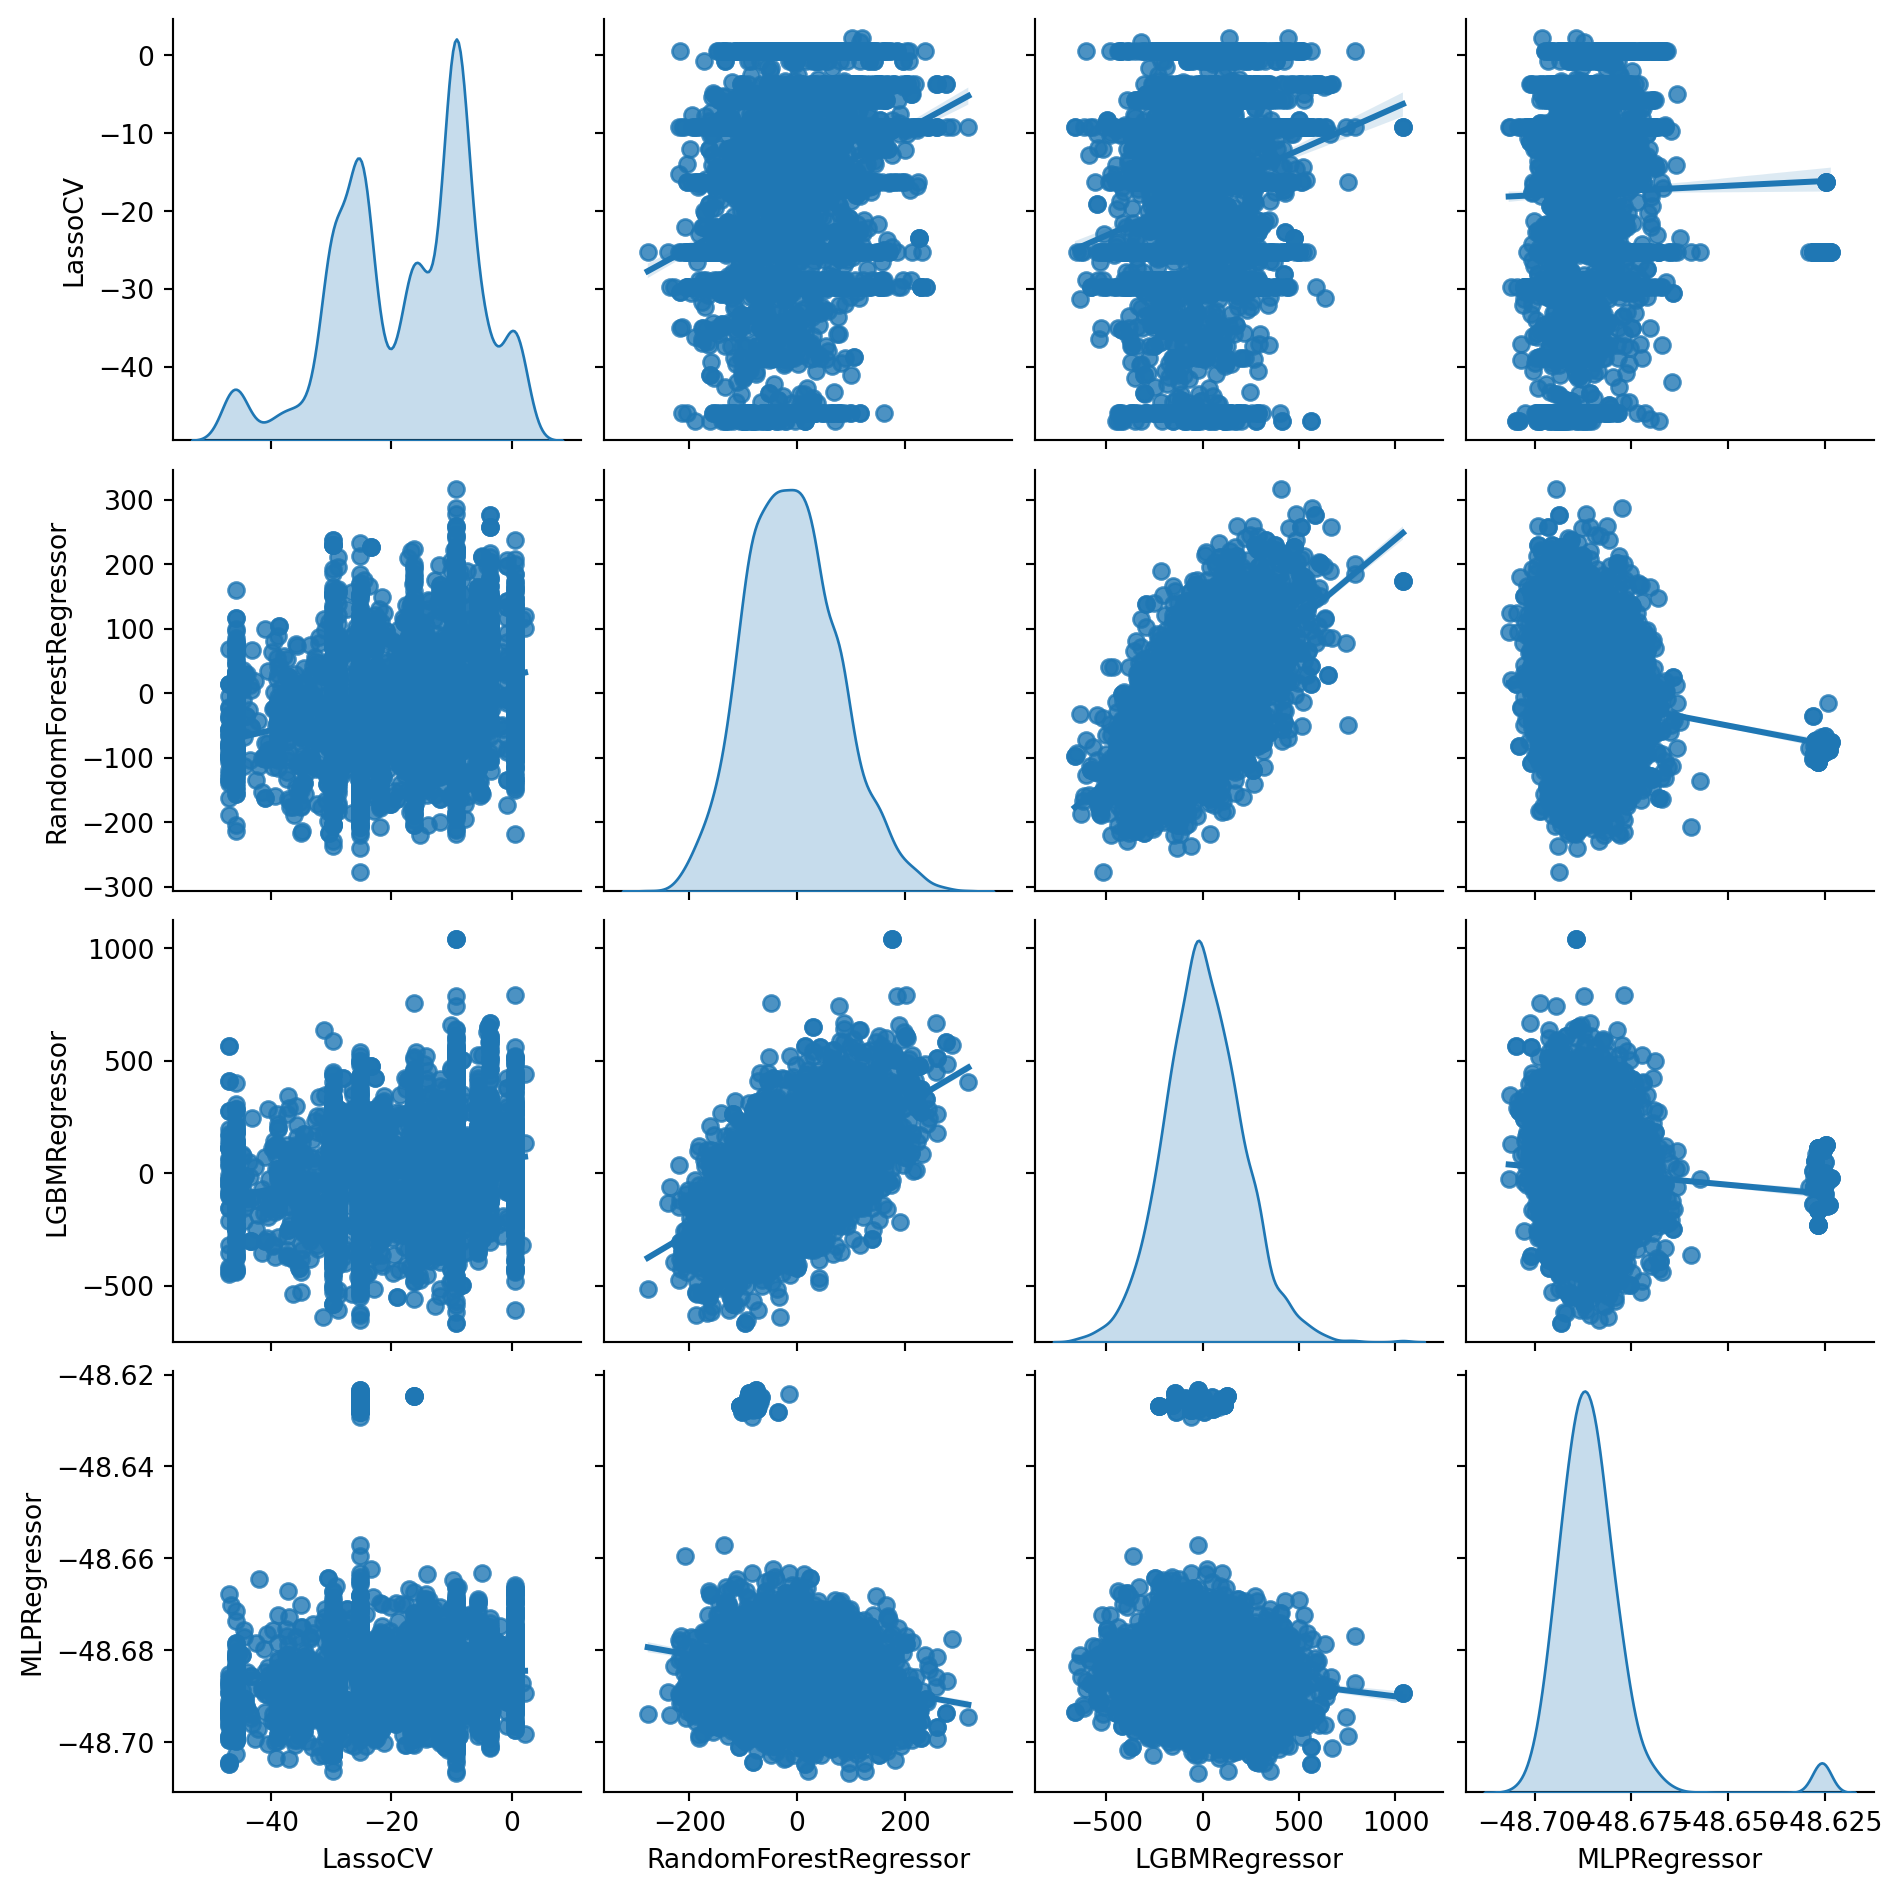 0
−10
−20
−30
−40
LassoCV
300
200
100
0
−100
−200
−300
RandomForestRegressor
1000
500
0
−500
LGBMRegressor
−48.62
−48.64
−48.66
−48.68
−48.70
MLPRegressor
−40 −20 0
LassoCV
−200 0 200
RandomForestRegressor
−500 0 500 1000
LGBMRegressor
−48.700 −48.675 −48.650 −48.625
MLPRegressor